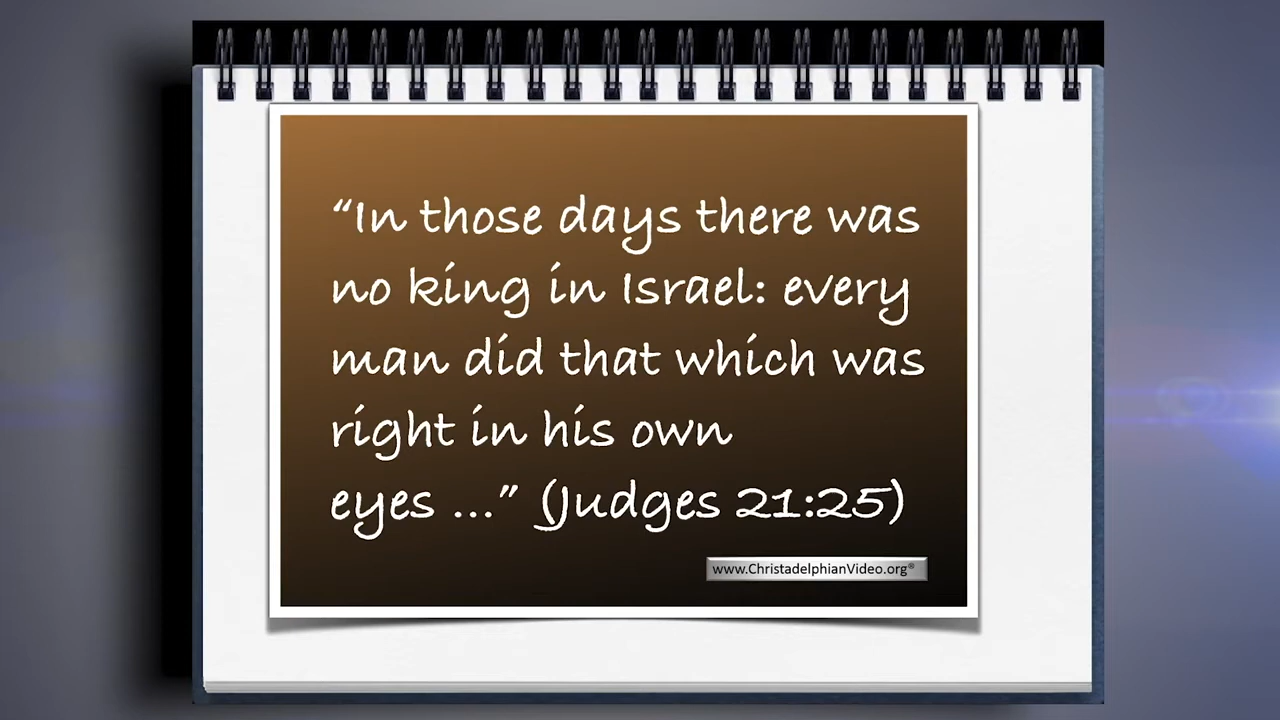 “In those days there was
no king in Israel: every
man did that which was
right in his own
eyes ...” (Judges 21:25)
www.ChristadelphianVideo.org®